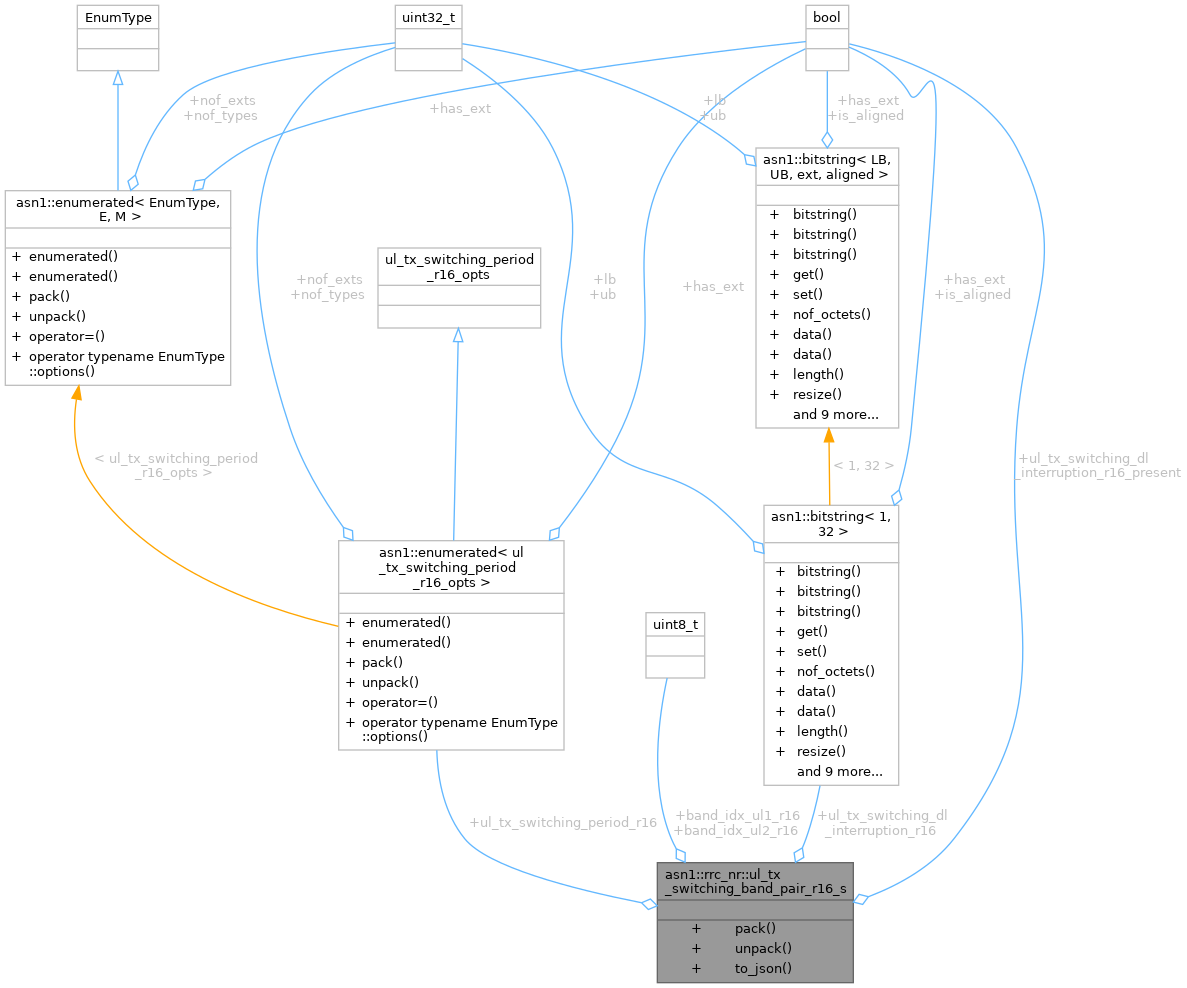 EnumType
uint32_t
bool
+nof_exts
+nof_types
+has_ext
+lb
+ub
+has_ext
+is_aligned
asn1::bitstring< LB,
UB, ext, aligned >
+ bitstring()
+ bitstring()
+ bitstring()
+ get()
+ set()
+ nof_octets()
+ data()
+ data()
+ length()
+ resize()
and 9 more...
asn1::enumerated< EnumType,
E, M >
+ enumerated()
+ enumerated()
+ pack()
+ unpack()
+ operator=()
+ operator typename EnumType
::options()
ul_tx_switching_period
_r16_opts
+nof_exts
+nof_types
+lb
+ub
+has_ext
+has_ext
+is_aligned
< ul_tx_switching_period
_r16_opts >
< 1, 32 >
+ul_tx_switching_dl
_interruption_r16_present
asn1::bitstring< 1,
32 >
+ bitstring()
+ bitstring()
+ bitstring()
+ get()
+ set()
+ nof_octets()
+ data()
+ data()
+ length()
+ resize()
and 9 more...
asn1::enumerated< ul
_tx_switching_period
_r16_opts >
+ enumerated()
+ enumerated()
+ pack()
+ unpack()
+ operator=()
+ operator typename EnumType
::options()
uint8_t
+ul_tx_switching_period_r16
+band_idx_ul1_r16
+band_idx_ul2_r16
+ul_tx_switching_dl
_interruption_r16
asn1::rrc_nr::ul_tx
_switching_band_pair_r16_s
+ pack()
+ unpack()
+ to_json()